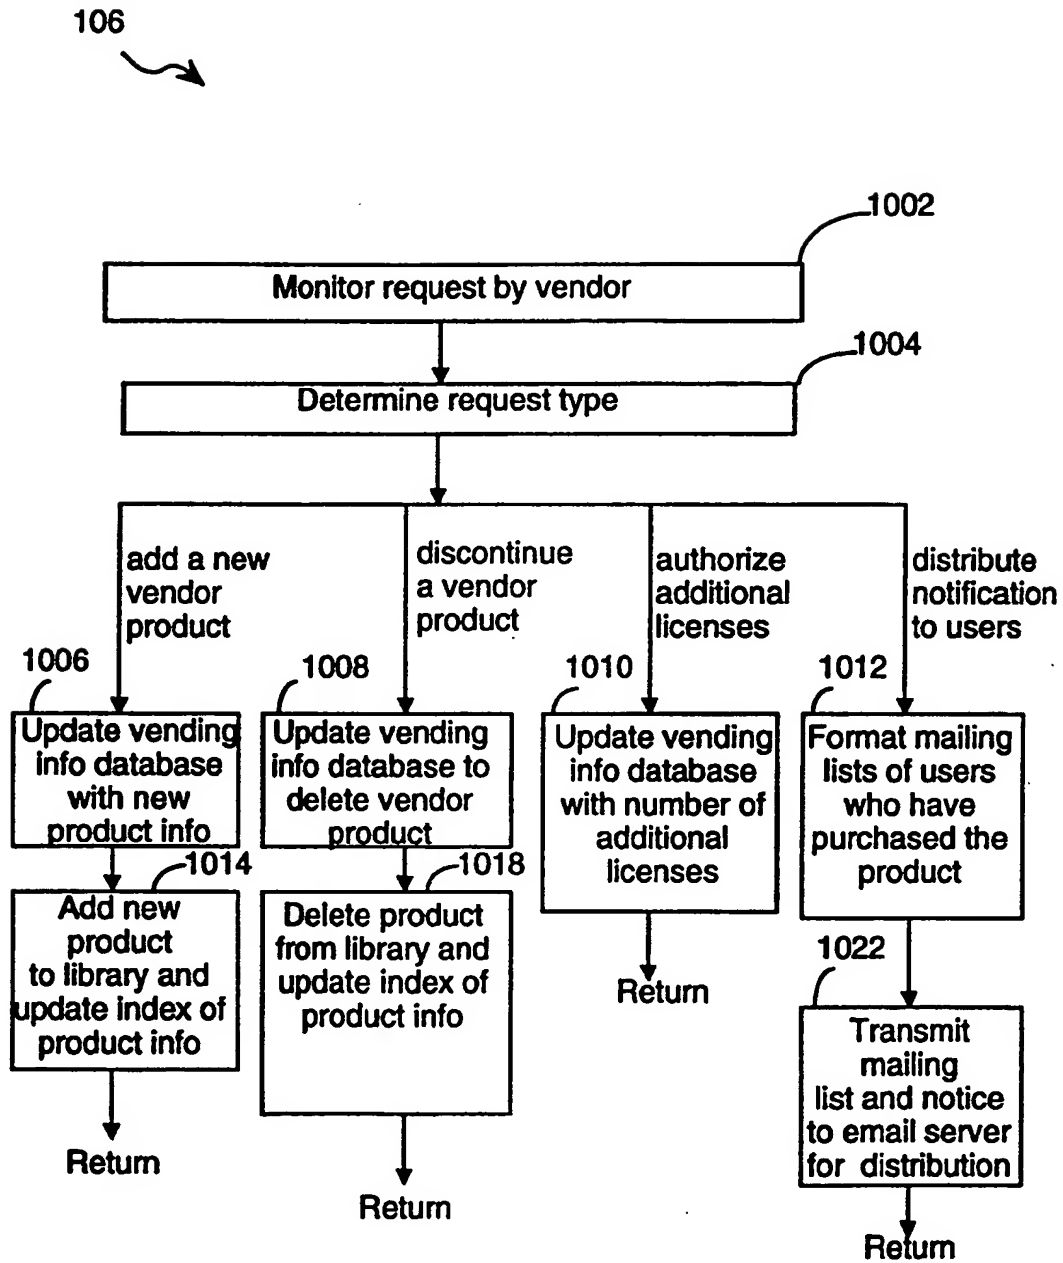 106
1002
Monitor request by vendor
1004
Determine request type
add a new
vendor
product
discontinue
a vendor
product
authorize
additional
licenses
distribute
notification
to users
1006
Update vending
info database
with new
product info
1008
Update vending
info database to
delete vendor
product
1010
Update vending
info database
with number of
additional
licenses
1012
Format mailing
lists of users
who have
purchased the
product
1014
Add new
product
to library and
update index of
product info
Return
1018
Delete product
from library and
update index of
product info
Return
Return
1022
Transmit
mailing
list and notice
to email server
for distribution
Return